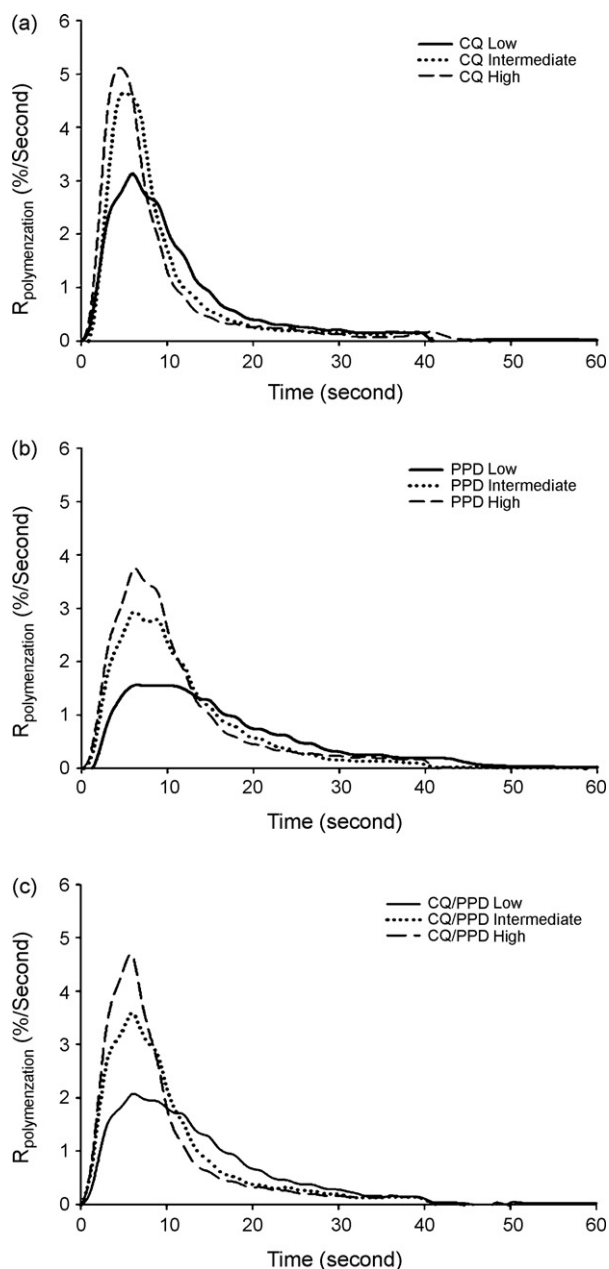 (a)
6
5
4
3
2
1
0
R polymenzation (%/Second)
CQ Low
CQ Intermediate
CQ High
0 10 20 30 40 50 60
Time (second)
(b)
6
5
4
3
2
1
0
R polymenzation (%/Second)
PPD Low
PPD Intermediate
PPD High
0 10 20 30 40 50 60
Time (second)
(c)
6
5
4
3
2
1
0
R polymenzation (%/Second)
CQ/PPD Low
CQ/PPD Intermediate
CQ/PPD High
0 10 20 30 40 50 60
Time (second)